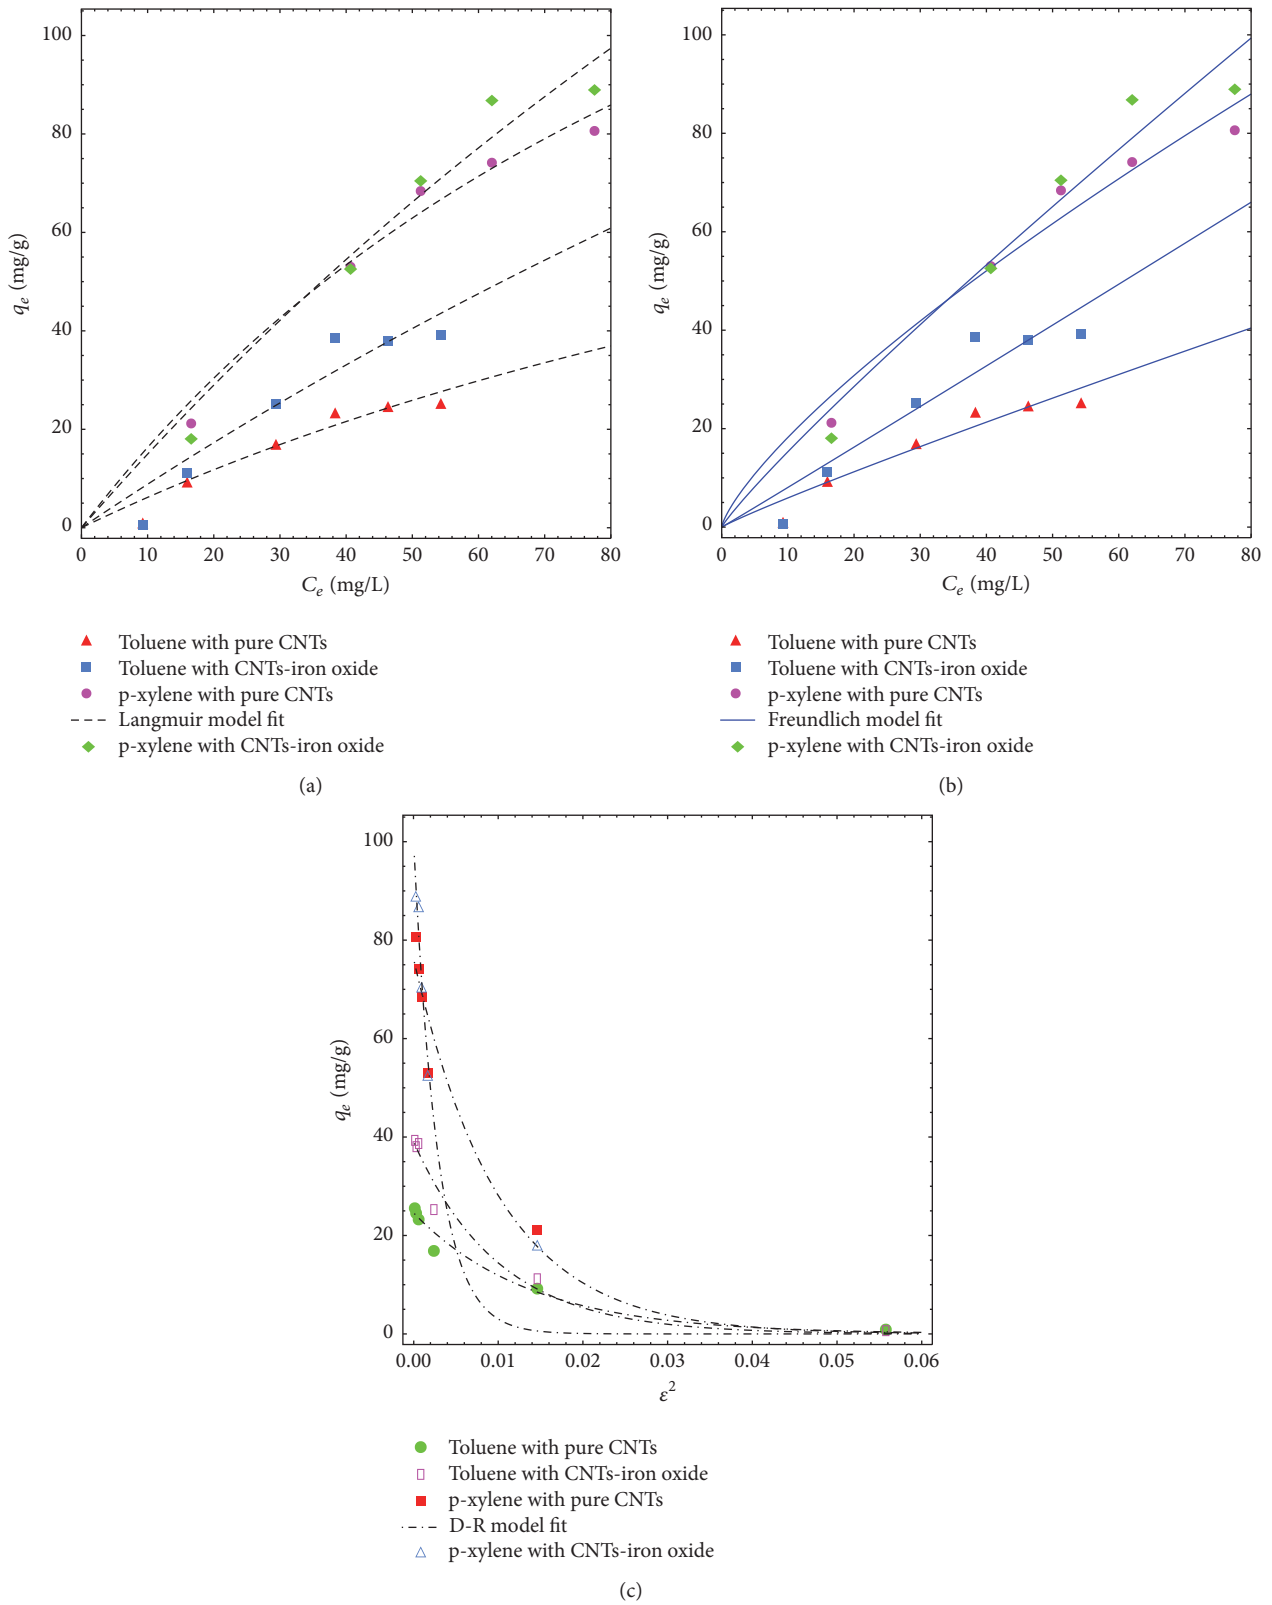 100
80
60
40
20
0
qe (mg/g)
0 10 20 30 40 50 60 70 80
Ce (mg/L)
Toluene with pure CNTs
Toluene with CNTs-iron oxide
p-xylene with pure CNTs
Langmuir model fit
p-xylene with CNTs-iron oxide
(a)
100
80
60
40
20
0
qe (mg/g)
0 10 20 30 40 50 60 70 80
Ce (mg/L)
Toluene with pure CNTs
Toluene with CNTs-iron oxide
p-xylene with pure CNTs
Freundlich model fit
p-xylene with CNTs-iron oxide
(b)
100
80
60
40
20
0
qe (mg/g)
0.00 0.01 0.02 0.03 0.04 0.05 0.06
ε²
Toluene with pure CNTs
Toluene with CNTs-iron oxide
p-xylene with pure CNTs
D-R model fit
p-xylene with CNTs-iron oxide
(c)